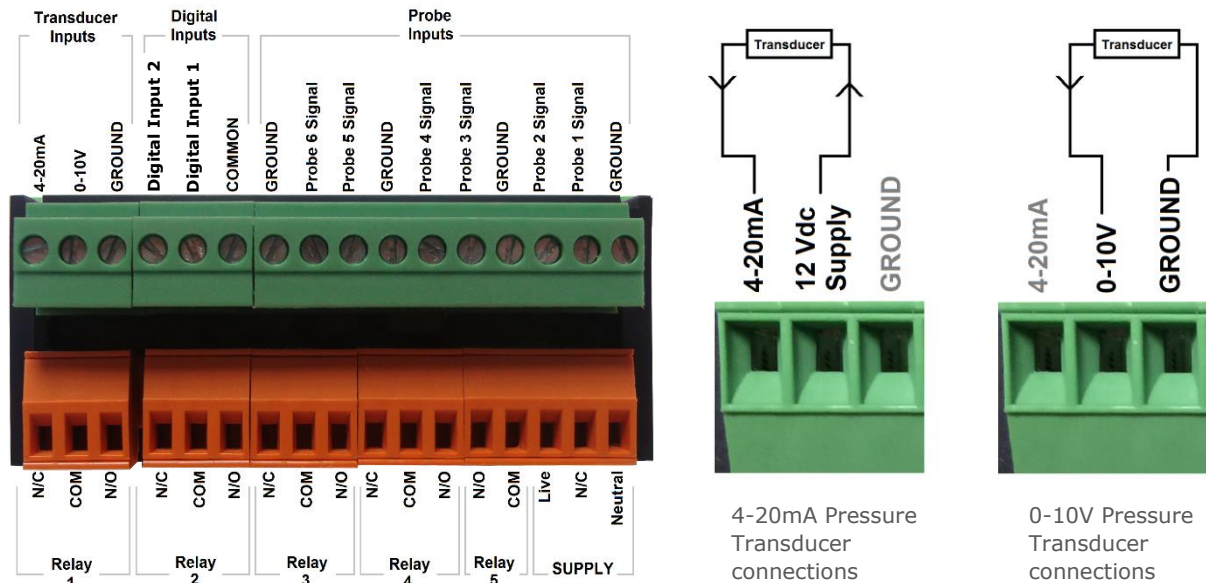 Transducer
Inputs
Digital
Inputs
Probe
Inputs
4-20mA
0-10V
GROUND
Digital Input 2
Digital Input 1
COMMON
GROUND
Probe 6 Signal
Probe 5 Signal
GROUND
Probe 4 Signal
Probe 3 Signal
GROUND
Probe 2 Signal
Probe 1 Signal
GROUND
N/C
COM
N/O
N/C
COM
N/O
N/C
COM
N/O
N/C
COM
N/O
N/O
COM
Live
N/C
Neutral
Relay
1
Relay
2
Relay
3
Relay
4
Relay
5
SUPPLY
Transducer
4-20mA
12 Vdc
Supply
GROUND
4-20mA Pressure
Transducer
connections
Transducer
4-20mA
0-10V
GROUND
0-10V Pressure
Transducer
connections